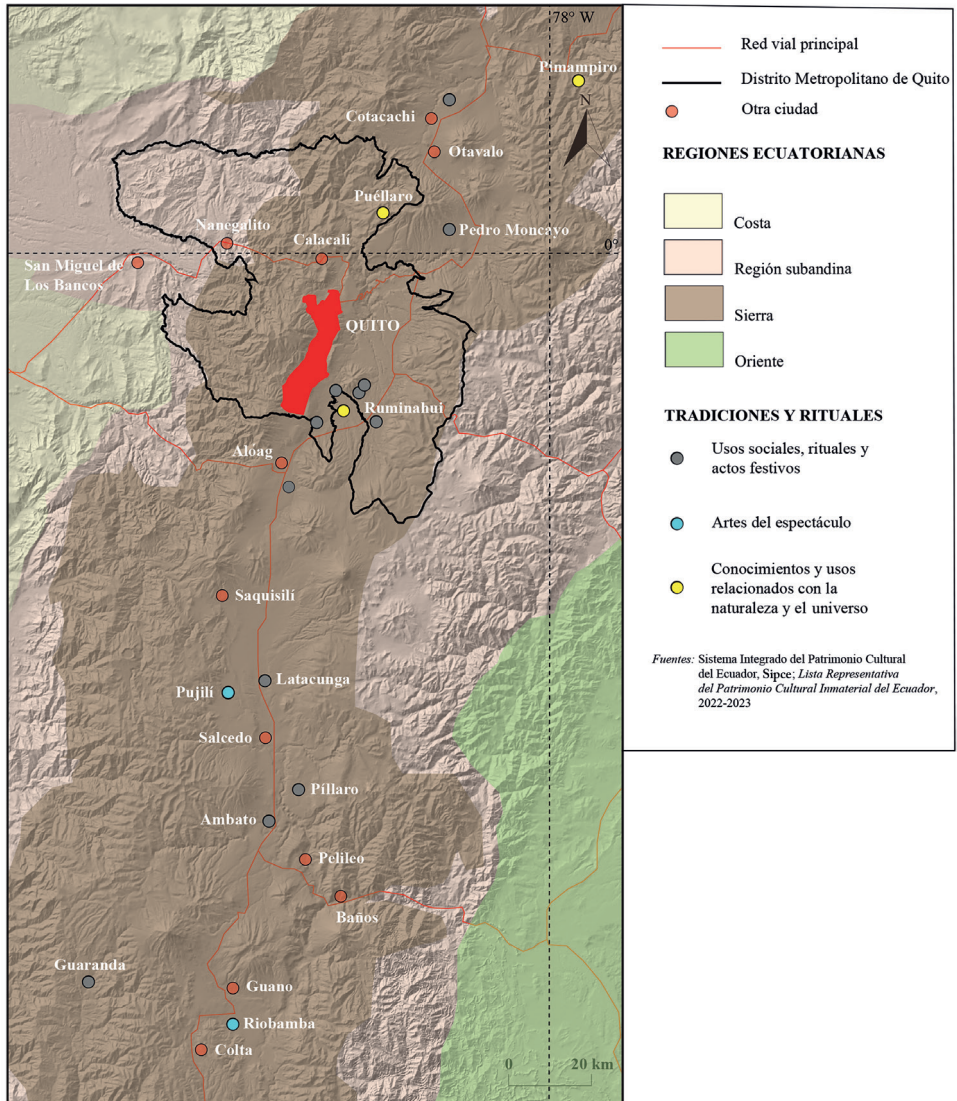 78° W
Pimampiro
N
Cotacachi
Otavalo
Puéllaro
Pedro Moncayo
Nanegalito
Calacalí
0°
San Miguel de
Los Bancos
QUITO
Ruminahui
Alóag
Saquisilí
Latacunga
Pujilí
Salcedo
Píllaro
Ambato
Pelileo
Baños
Guaranda
Guano
Riobamba
Colta
0 20 km
Red vial principal
Distrito Metropolitano de Quito
Otra ciudad
REGIONES ECUATORIANAS
Costa
Región subandina
Sierra
Oriente
TRADICIONES Y RITUALES
Usos sociales, rituales y
actos festivos
Artes del espectáculo
Conocimientos y usos
relacionados con la
naturaleza y el universo
Fuentes: Sistema Integrado del Patrimonio Cultural
del Ecuador, Sipce; Lista Representativa
del Patrimonio Cultural Inmaterial del Ecuador,
2022-2023